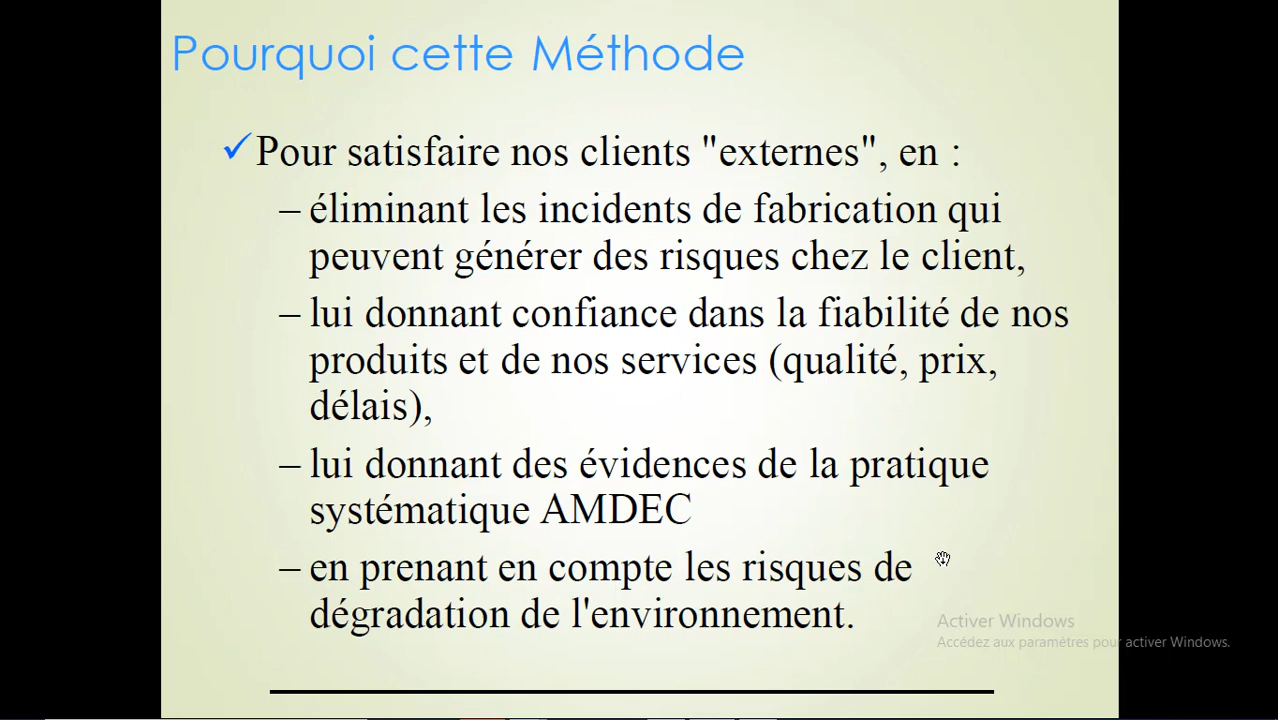 Pourquoi cette Méthode
Pour satisfaire nos clients "externes", en :
– éliminant les incidents de fabrication qui
peuvent générer des risques chez le client,
– lui donnant confiance dans la fiabilité de nos
produits et de nos services (qualité, prix,
délais),
– lui donnant des évidences de la pratique
systématique AMDEC
– en prenant en compte les risques de
dégradation de l'environnement.
Activer Windows
Accédez aux paramètres pour activer Windows.